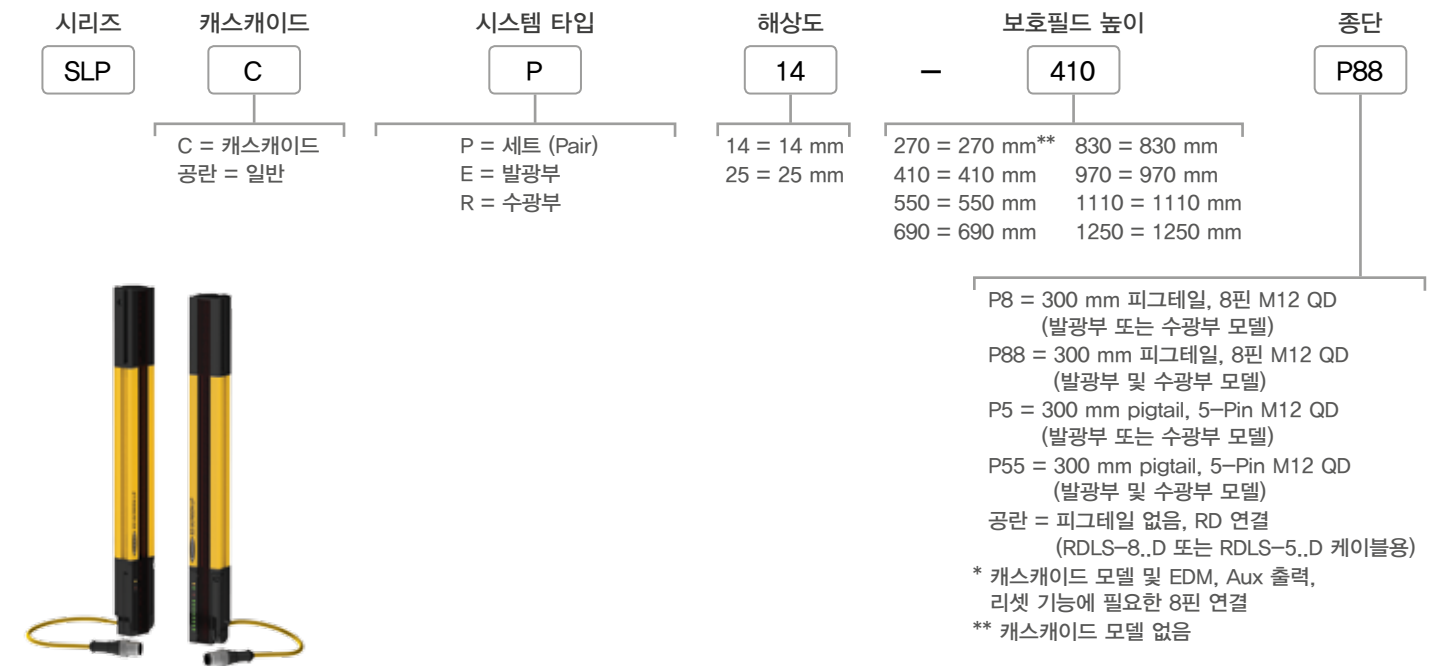 시리즈 캐스캐이드 시스템 타입 해상도 보호필드 높이 종단
SLP C P 14 – 410 P88
C = 캐스캐이드
공란 = 일반
P = 세트 (Pair)
E = 발광부
R = 수광부
14 = 14 mm
25 = 25 mm
270 = 270 mm** 830 = 830 mm
410 = 410 mm 970 = 970 mm
550 = 550 mm 1110 = 1110 mm
690 = 690 mm 1250 = 1250 mm
P8 = 300 mm 피그테일, 8핀 M12 QD
(발광부 또는 수광부 모델)
P88 = 300 mm 피그테일, 8핀 M12 QD
(발광부 및 수광부 모델)
P5 = 300 mm pigtail, 5-Pin M12 QD
(발광부 또는 수광부 모델)
P55 = 300 mm pigtail, 5-Pin M12 QD
(발광부 및 수광부 모델)
공란 = 피그테일 없음, RD 연결
(RDLS-8..D 또는 RDLS-5..D 케이블용)
* 캐스캐이드 모델 및 EDM, Aux 출력,
리셋 기능에 필요한 8핀 연결
** 캐스캐이드 모델 없음